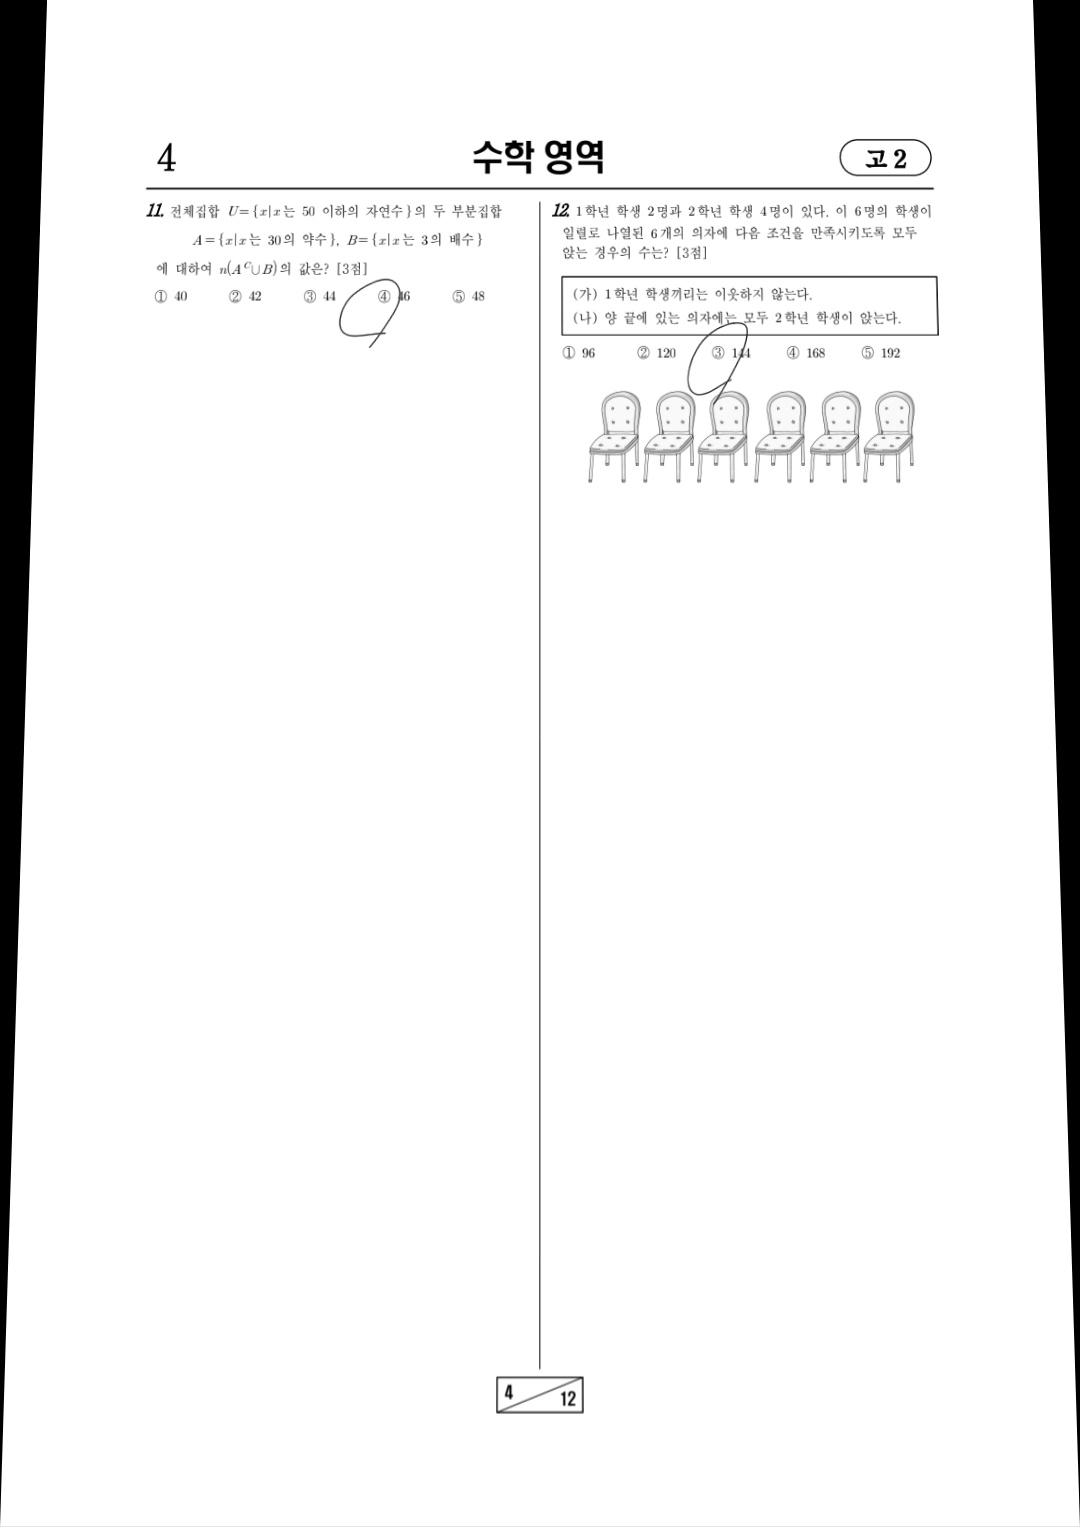 4
수학 영역
고 2
11. 전체집합 U={x|x는 50 이하의 자연수}의 두 부분집합
A={x|x는 30의 약수}, B={x|x는 3의 배수}
에 대하여 n(A^C∪B)의 값은? [3점]
① 40 ② 42 ③ 44 ④ 46 ⑤ 48
12. 1학년 학생 2명과 2학년 학생 4명이 있다. 이 6명의 학생이
일렬로 나열된 6개의 의자에 다음 조건을 만족시키도록 모두
앉는 경우의 수는? [3점]
(가) 1학년 학생끼리는 이웃하지 않는다.
(나) 양 끝에 있는 의자에는 모두 2학년 학생이 앉는다.
① 96 ② 120 ③ 144 ④ 168 ⑤ 192
4
12